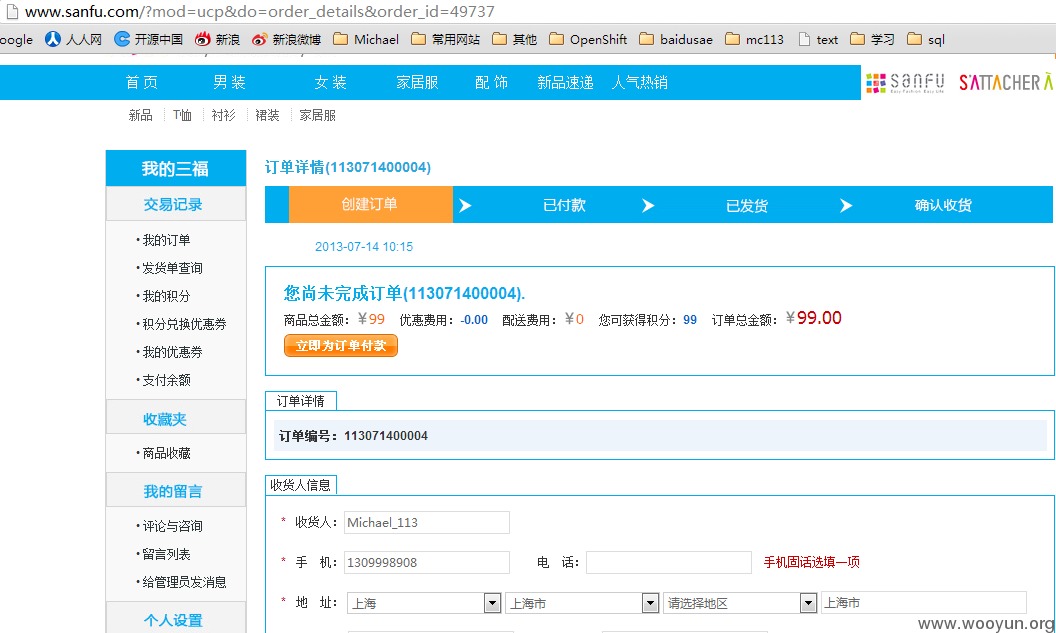 www.sanfu.com/?mod=ucp&do=order_details&order_id=49737
oogle 人人网 开源中国 新浪 新浪微博 Michael 常用网站 其他 OpenShift baidusae mc113 text 学习 sql
首 页 男 装 女 装 家居服 配 饰 新品速递 人气热销 SANFU S'ATTACHER À
新品 T恤 衬衫 裙装 家居服
我的三福
交易记录
·我的订单
·发货单查询
·我的积分
·积分兑换优惠券
·我的优惠券
·支付余额
收藏夹
·商品收藏
我的留言
·评论与咨询
·留言列表
·给管理员发消息
个人设置
订单详情(113071400004)
创建订单 已付款 已发货 确认收货
2013-07-14 10:15
您尚未完成订单(113071400004).
商品总金额：￥99 优惠费用：-0.00 配送费用：￥0 您可获得积分：99 订单总金额：￥99.00
立即为订单付款
订单详情
订单编号：113071400004
收货人信息
* 收货人：Michael_113
* 手 机：1309998908 电 话： 手机固话选填一项
* 地 址：上海 上海市 请选择地区 上海市
www.wooyun.org